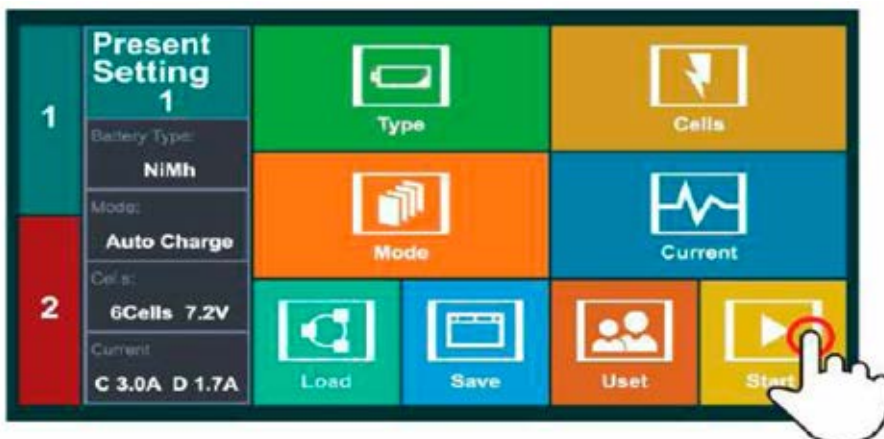 1
2
Present
Setting
1
Battery Type:
NiMh
Mode:
Auto Charge
Cells:
6Cells 7.2V
Current
C 3.0A D 1.7A
Type
Cells
Mode
Current
Load
Save
Uset
Start